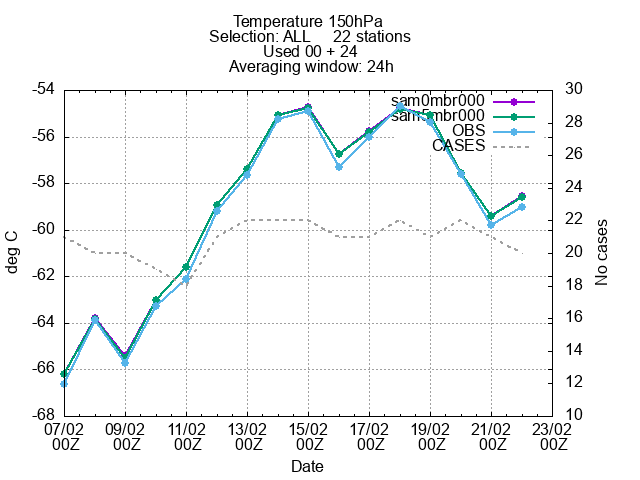 Temperature 150hPa
Selection: ALL 22 stations
Used 00 + 24
Averaging window: 24h
sam0mbr000
sam5mbr000
OBS
CASES
deg C
-54
-56
-58
-60
-62
-64
-66
-68
No cases
30
28
26
24
22
20
18
16
14
12
10
07/02 09/02 11/02 13/02 15/02 17/02 19/02 21/02 23/02
00Z 00Z 00Z 00Z 00Z 00Z 00Z 00Z 00Z
Date